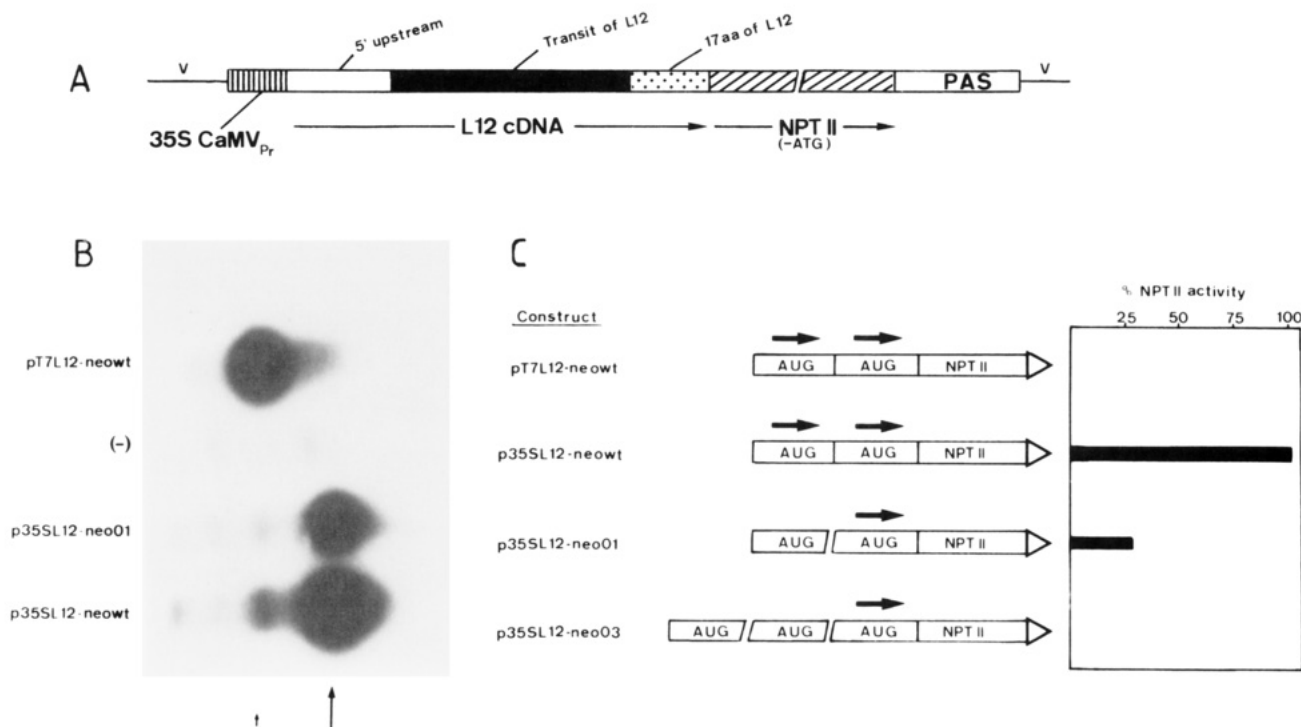 A
5' upstream
Transit of L12
17aa of L12
V
PAS
V
35S CaMVPr
L12 cDNA
NPT II
(-ATG)
B
pT7L12-neowt
(-)
p35SL12-neo01
p35SL12-neowt
C
% NPT II activity
Construct
25 50 75 100
pT7L12-neowt
AUG AUG NPT II
p35SL12-neowt
AUG AUG NPT II
p35SL12-neo01
AUG AUG NPT II
p35SL12-neo03
AUG AUG AUG NPT II